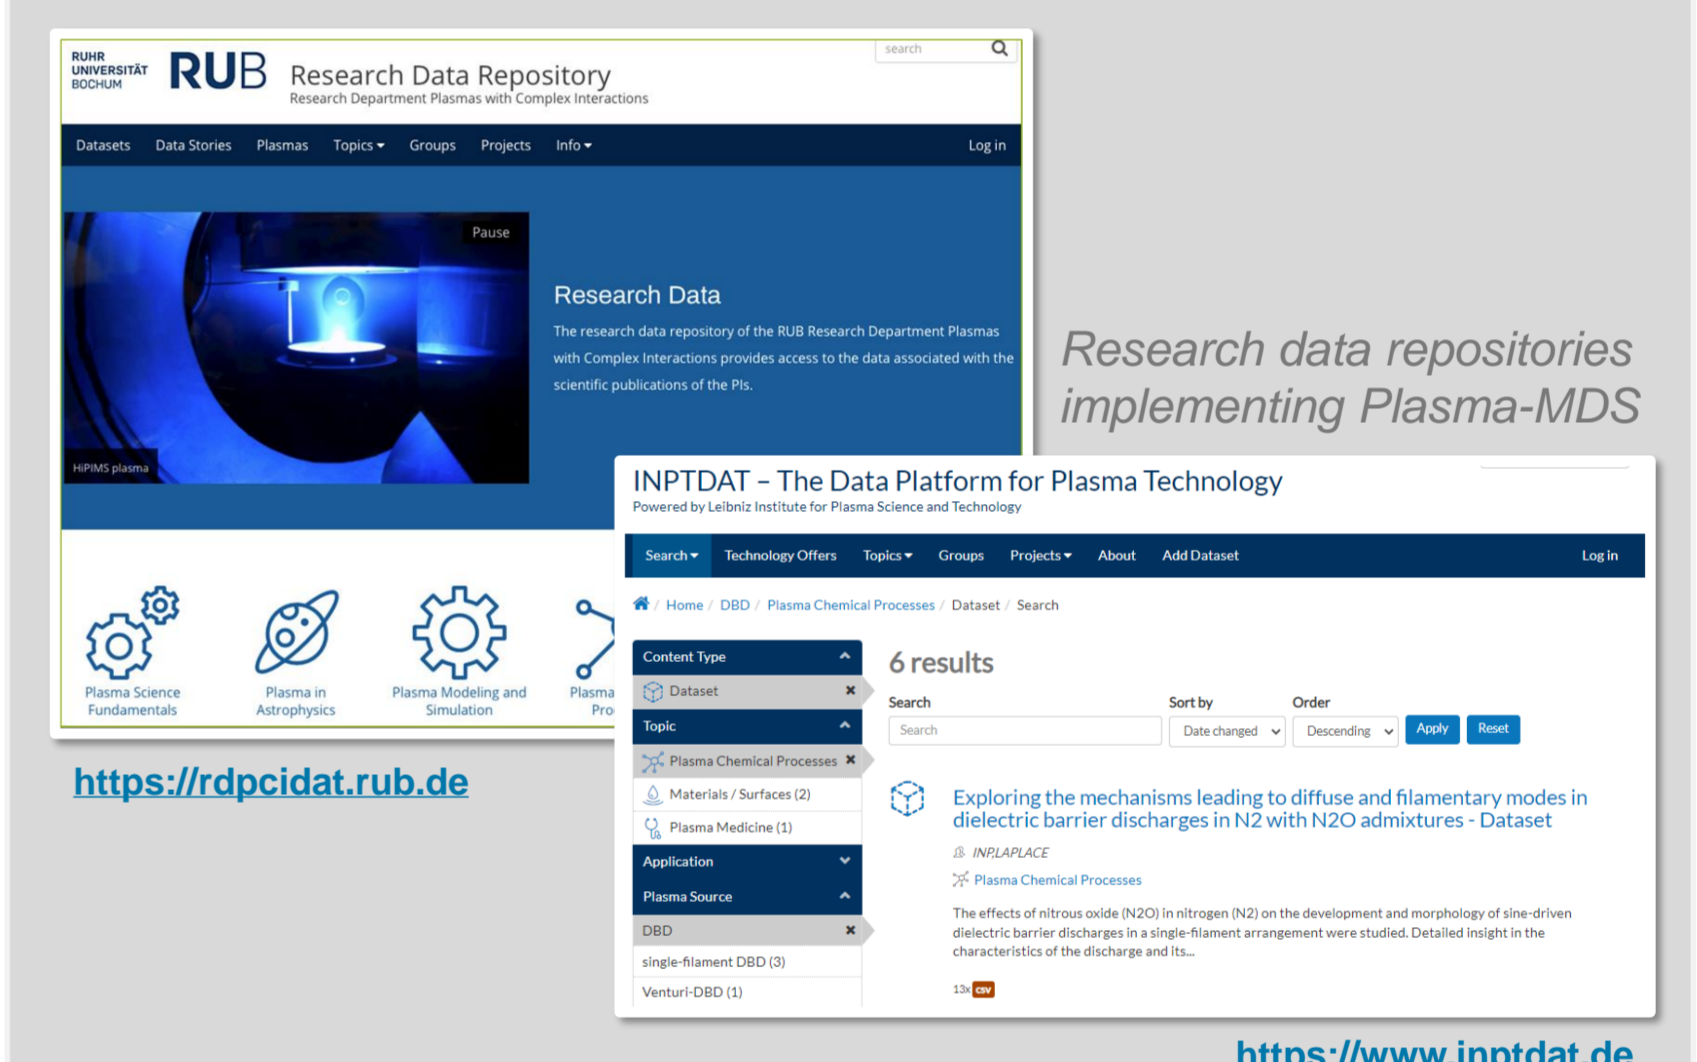 RUHR
UNIVERSITÄT
BOCHUM
RUB
Research Data Repository
Research Department Plasmas with Complex Interactions
search
Datasets Data Stories Plasmas Topics Groups Projects Info Log in
Pause
HiPIMS plasma
Research Data
The research data repository of the RUB Research Department Plasmas
with Complex Interactions provides access to the data associated with the
scientific publications of the PIs.
Plasma Science
Fundamentals
Plasma in
Astrophysics
Plasma Modeling and
Simulation
Plasma
Pro
https://rdpcidat.rub.de
Research data repositories
implementing Plasma-MDS
INPTDAT – The Data Platform for Plasma Technology
Powered by Leibniz Institute for Plasma Science and Technology
Search Technology Offers Topics Groups Projects About Add Dataset Log in
/ Home / DBD / Plasma Chemical Processes / Dataset / Search
Content Type
Dataset
Topic
Plasma Chemical Processes
Materials / Surfaces (2)
Plasma Medicine (1)
Application
Plasma Source
DBD
single-filament DBD (3)
Venturi-DBD (1)
6 results
Search Sort by Order
Search Date changed Descending Apply Reset
Exploring the mechanisms leading to diffuse and filamentary modes in
dielectric barrier discharges in N2 with N2O admixtures - Dataset
INP,LAPLACE
Plasma Chemical Processes
The effects of nitrous oxide (N2O) in nitrogen (N2) on the development and morphology of sine-driven
dielectric barrier discharges in a single-filament arrangement were studied. Detailed insight in the
characteristics of the discharge and its...
13x csv
https://www.inptdat.de